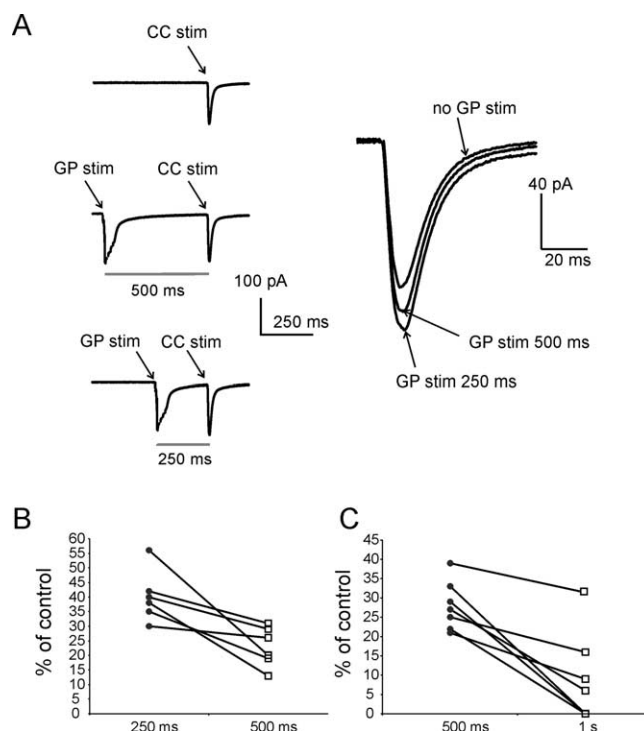 A
CC stim
GP stim
CC stim
500 ms
100 pA
250 ms
GP stim
CC stim
250 ms
no GP stim
40 pA
20 ms
GP stim 500 ms
GP stim 250 ms
B
% of control
60
55
50
45
40
35
30
25
20
15
10
5
0
250 ms
500 ms
C
% of control
45
40
35
30
25
20
15
10
5
0
500 ms
1 s